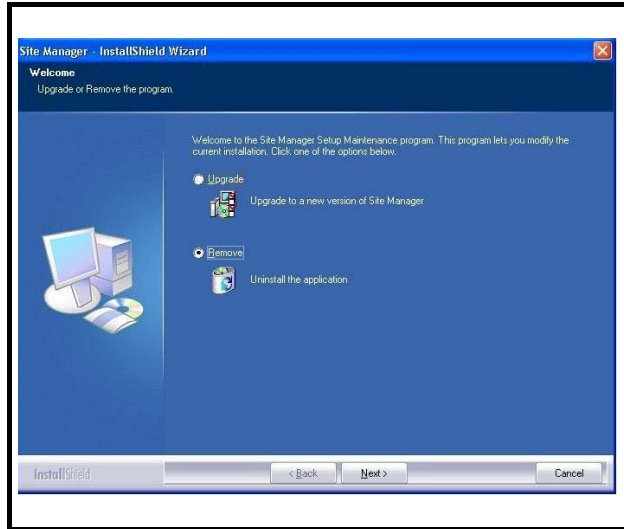 Site Manager - InstallShield Wizard
Welcome
Upgrade or Remove the program.
Welcome to the Site Manager Setup Maintenance program. This program lets you modify the
current installation. Click one of the options below.
Upgrade
Upgrade to a new version of Site Manager
Remove
Uninstall the application
InstallShield
< Back
Next >
Cancel